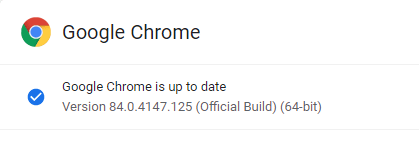 Google Chrome
Google Chrome is up to date
Version 84.0.4147.125 (Official Build) (64-bit)